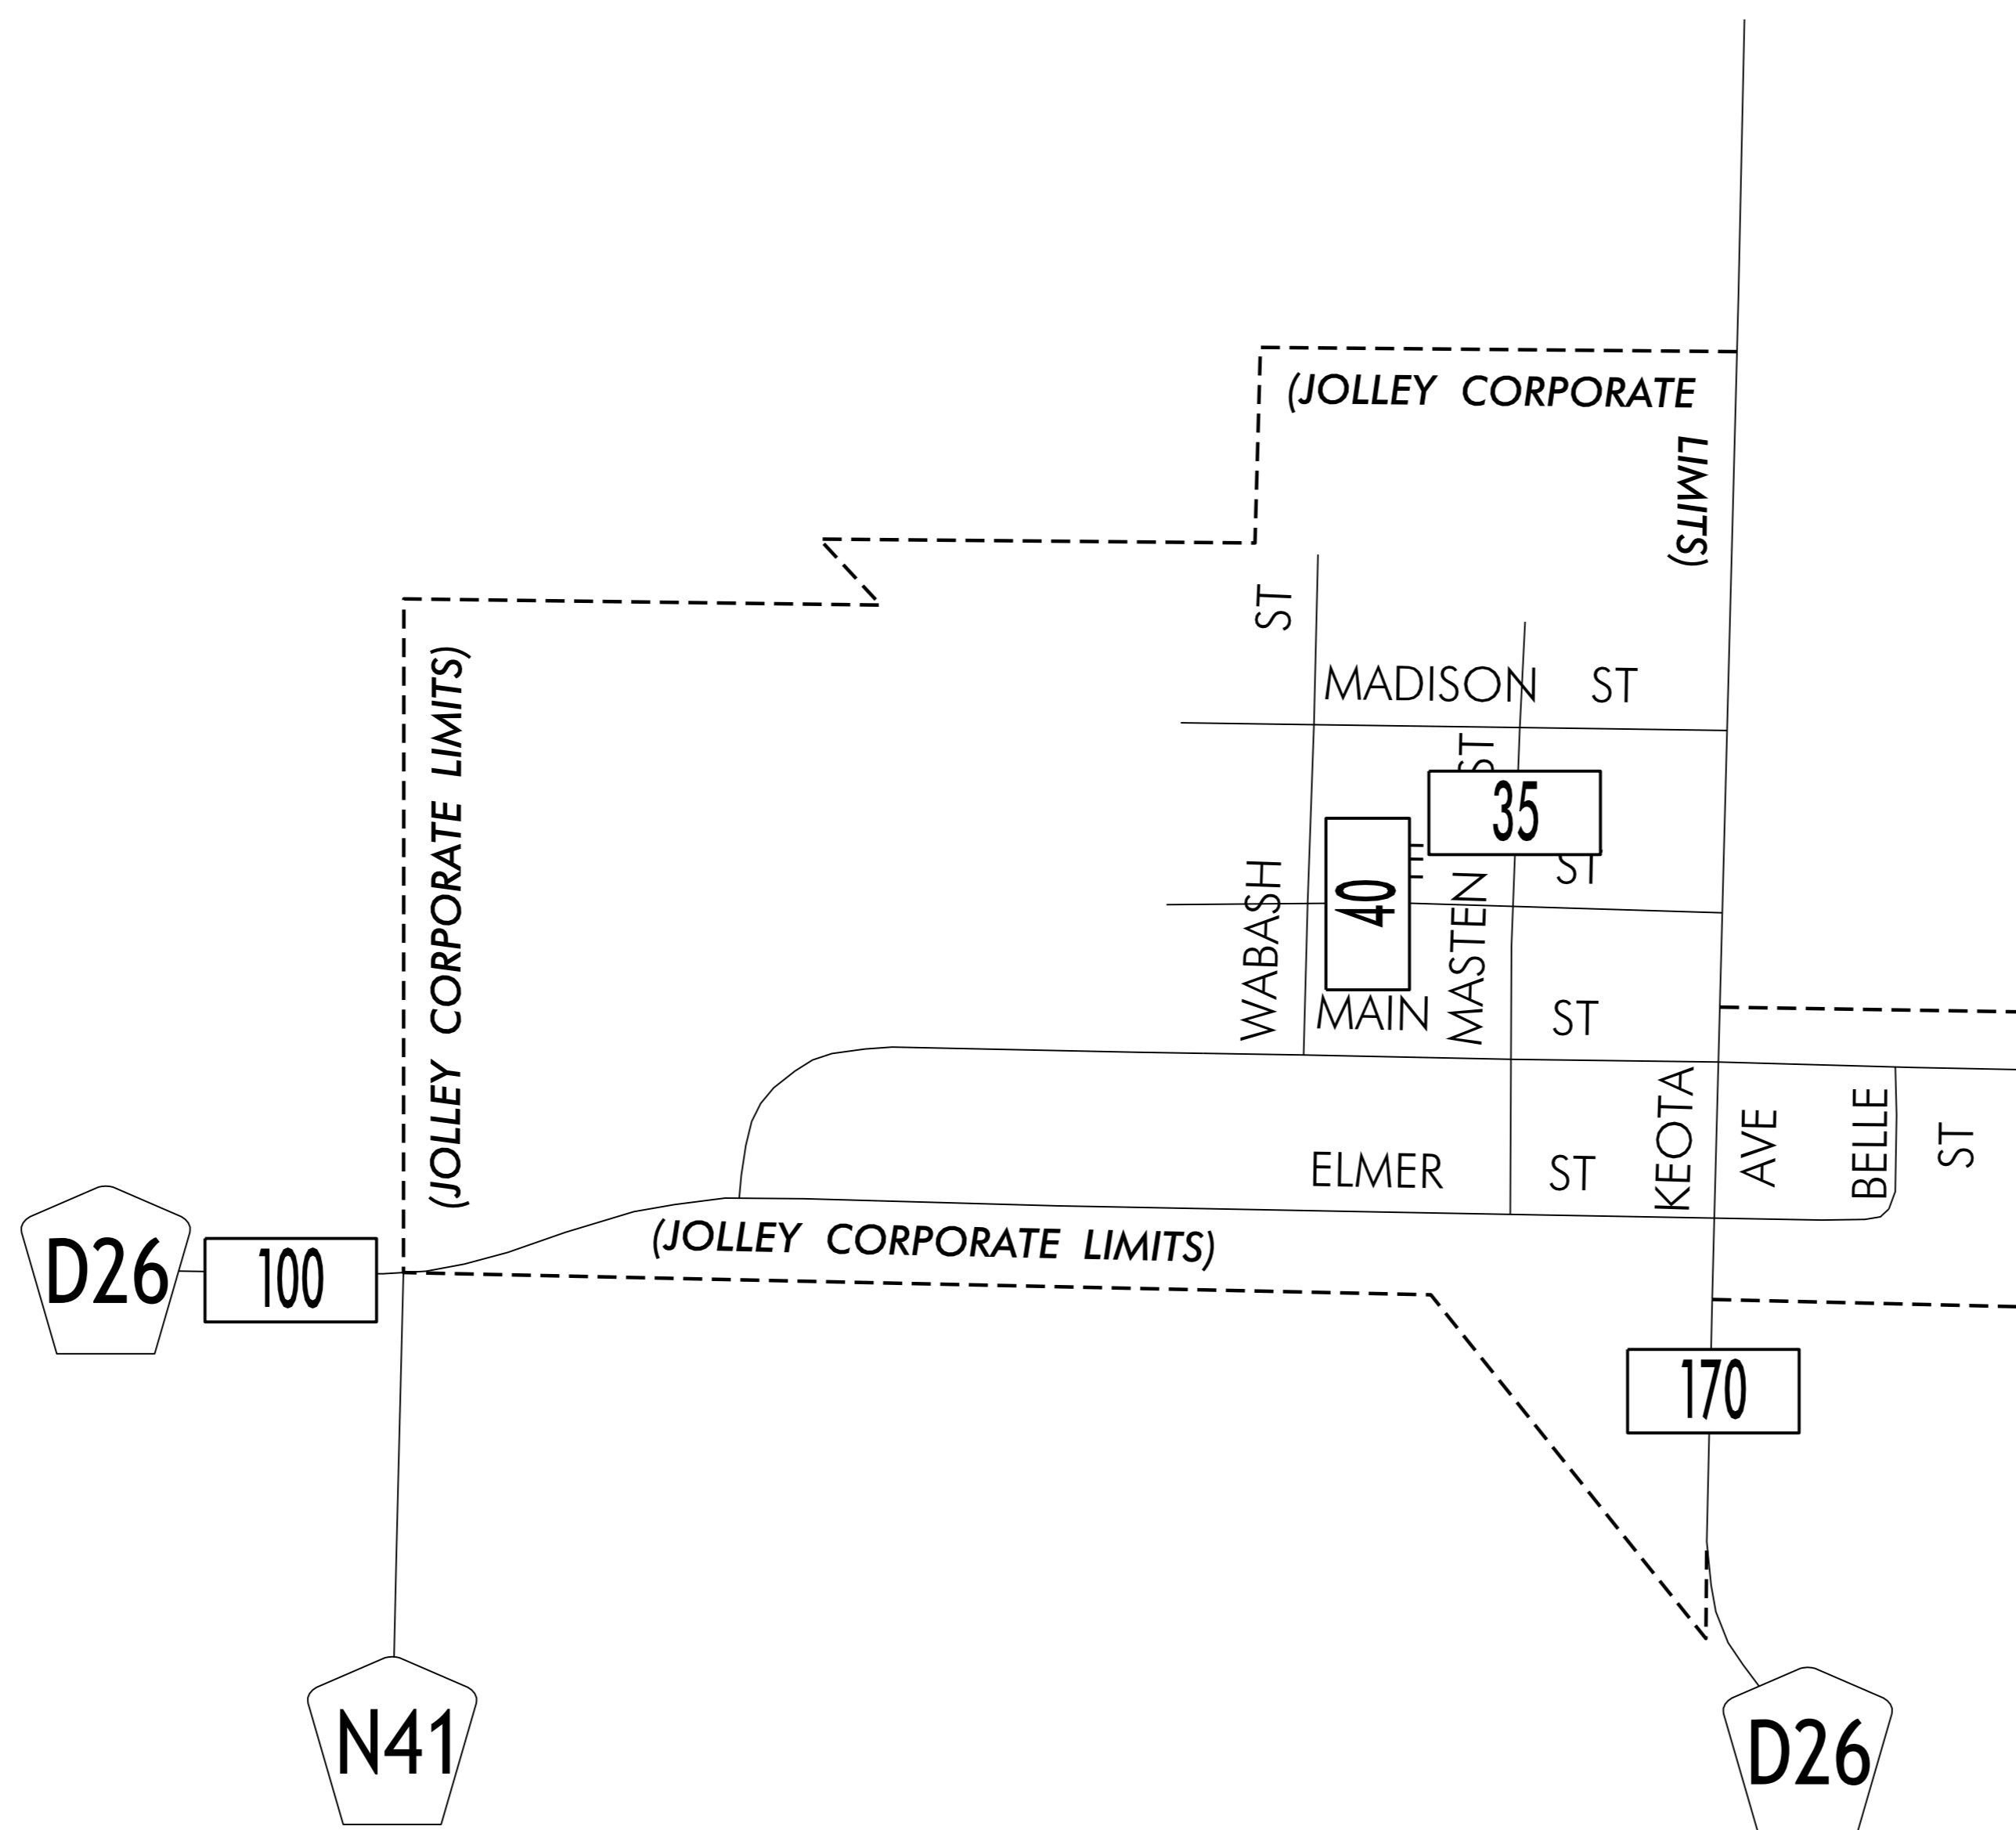 (JOLLEY CORPORATE
LIMITS)
ST
MADISON ST
ST
35
40
ST
(JOLLEY CORPORATE LIMITS)
WABASH
MASTEN
MAIN ST
KEOTA
AVE
BELLE
ST
ELMER ST
(JOLLEY CORPORATE LIMITS)
D26
100
170
N41
D26